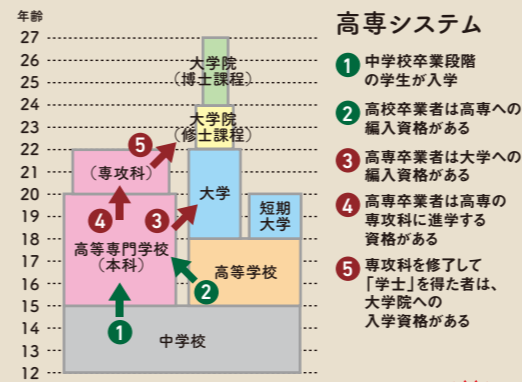 年齢
27
26
25
24
23
22
21
20
19
18
17
16
15
14
13
12
大学院
（博士課程）
大学院
（修士課程）
5
（専攻科）
大学
短期
大学
4
3
高等専門学校
（本科）
高等学校
2
1
中学校
高専システム
1 中学校卒業段階
の学生が入学
2 高校卒業者は高専への
編入資格がある
3 高専卒業者は大学への
編入資格がある
4 高専卒業者は高専の
専攻科に進学する
資格がある
5 専攻科を修了して
「学士」を得た者は、
大学院への
入学資格がある